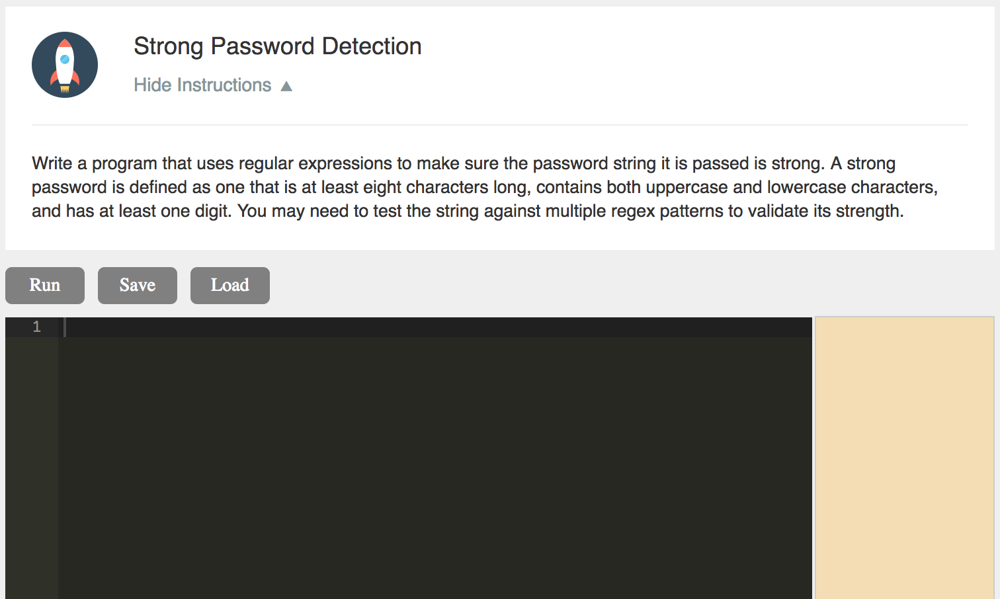 Strong Password Detection
Hide Instructions ▲
Write a program that uses regular expressions to make sure the password string it is passed is strong. A strong
password is defined as one that is at least eight characters long, contains both uppercase and lowercase characters,
and has at least one digit. You may need to test the string against multiple regex patterns to validate its strength.
Run Save Load
1